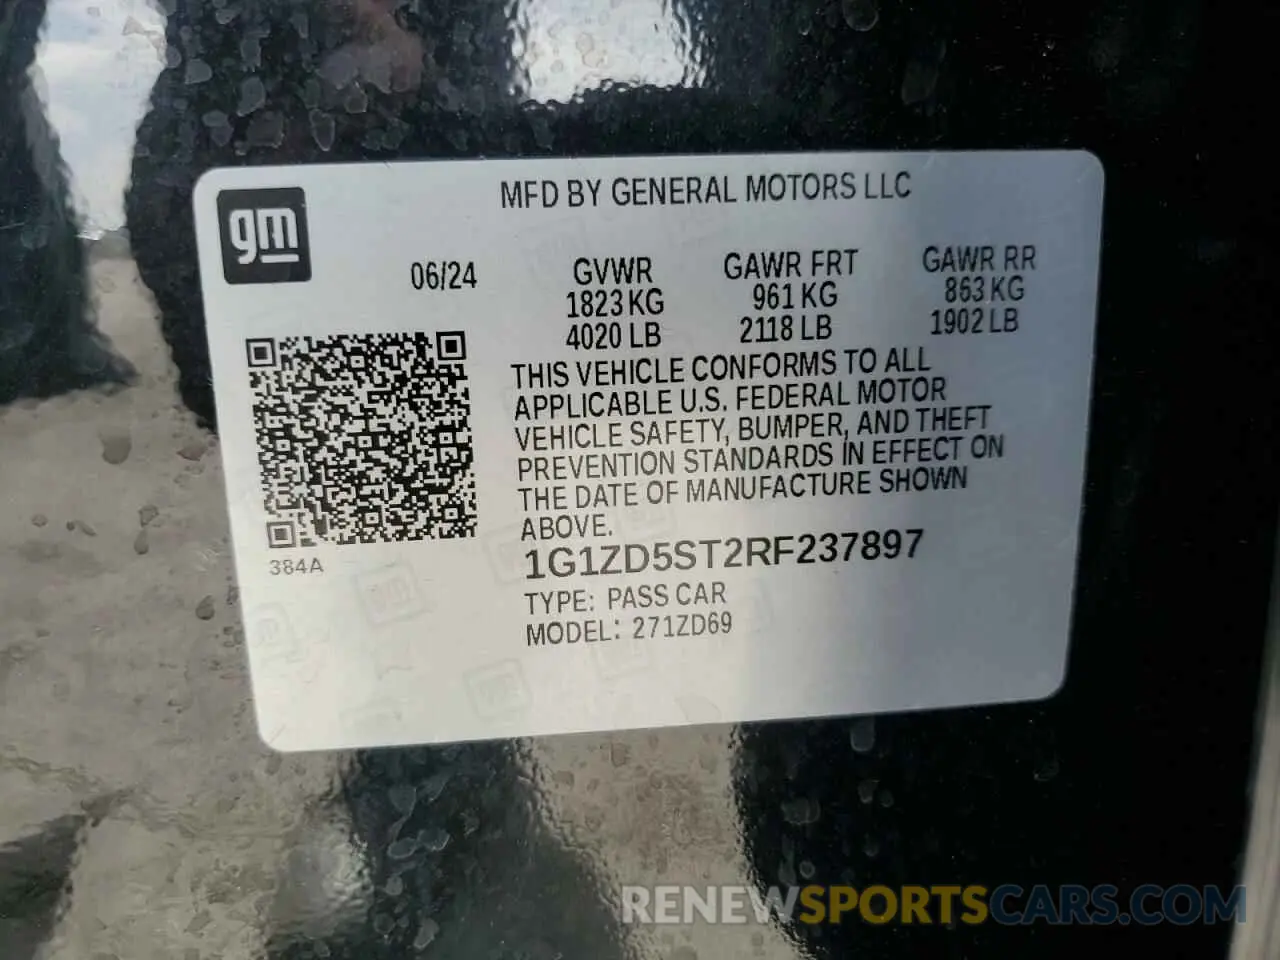 gm
MFD BY GENERAL MOTORS LLC
06/24 GVWR GAWR FRT GAWR RR
1823 KG 961 KG 863 KG
4020 LB 2118 LB 1902 LB
THIS VEHICLE CONFORMS TO ALL
APPLICABLE U.S. FEDERAL MOTOR
VEHICLE SAFETY, BUMPER, AND THEFT
PREVENTION STANDARDS IN EFFECT ON
THE DATE OF MANUFACTURE SHOWN
ABOVE.
384A
1G1ZD5ST2RF237897
TYPE: PASS CAR
MODEL: 271ZD69
RENEWSPORTSCARS.COM